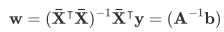 w = (X̄ᵀX̄)⁻¹X̄ᵀy = (A⁻¹b)